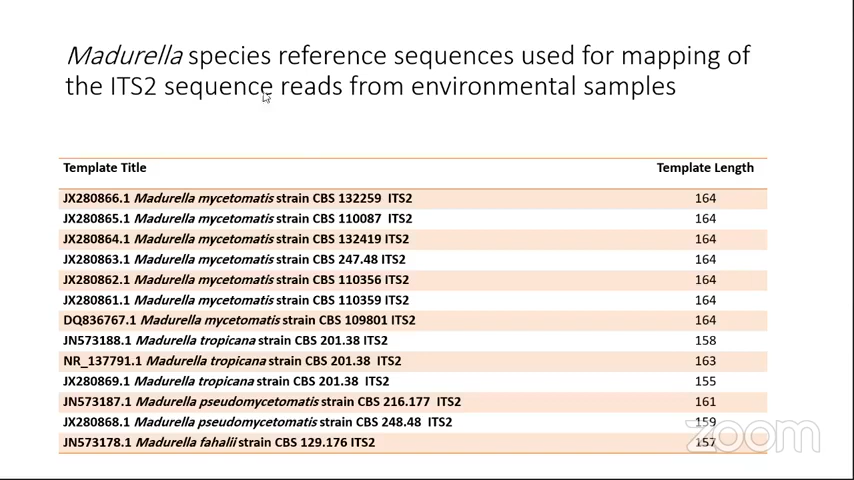 Madurella species reference sequences used for mapping of
the ITS2 sequence reads from environmental samples
Template Title Template Length
JX280866.1 Madurella mycetomatis strain CBS 132259 ITS2 164
JX280865.1 Madurella mycetomatis strain CBS 110087 ITS2 164
JX280864.1 Madurella mycetomatis strain CBS 132419 ITS2 164
JX280863.1 Madurella mycetomatis strain CBS 247.48 ITS2 164
JX280862.1 Madurella mycetomatis strain CBS 110356 ITS2 164
JX280861.1 Madurella mycetomatis strain CBS 110359 ITS2 164
DQ836767.1 Madurella mycetomatis strain CBS 109801 ITS2 164
JN573188.1 Madurella tropicana strain CBS 201.38 ITS2 158
NR_137791.1 Madurella tropicana strain CBS 201.38 ITS2 163
JX280869.1 Madurella tropicana strain CBS 201.38 ITS2 155
JN573187.1 Madurella pseudomycetomatis strain CBS 216.177 ITS2 161
JX280868.1 Madurella pseudomycetomatis strain CBS 248.48 ITS2 159
JN573178.1 Madurella fahalii strain CBS 129.176 ITS2 157
zoom